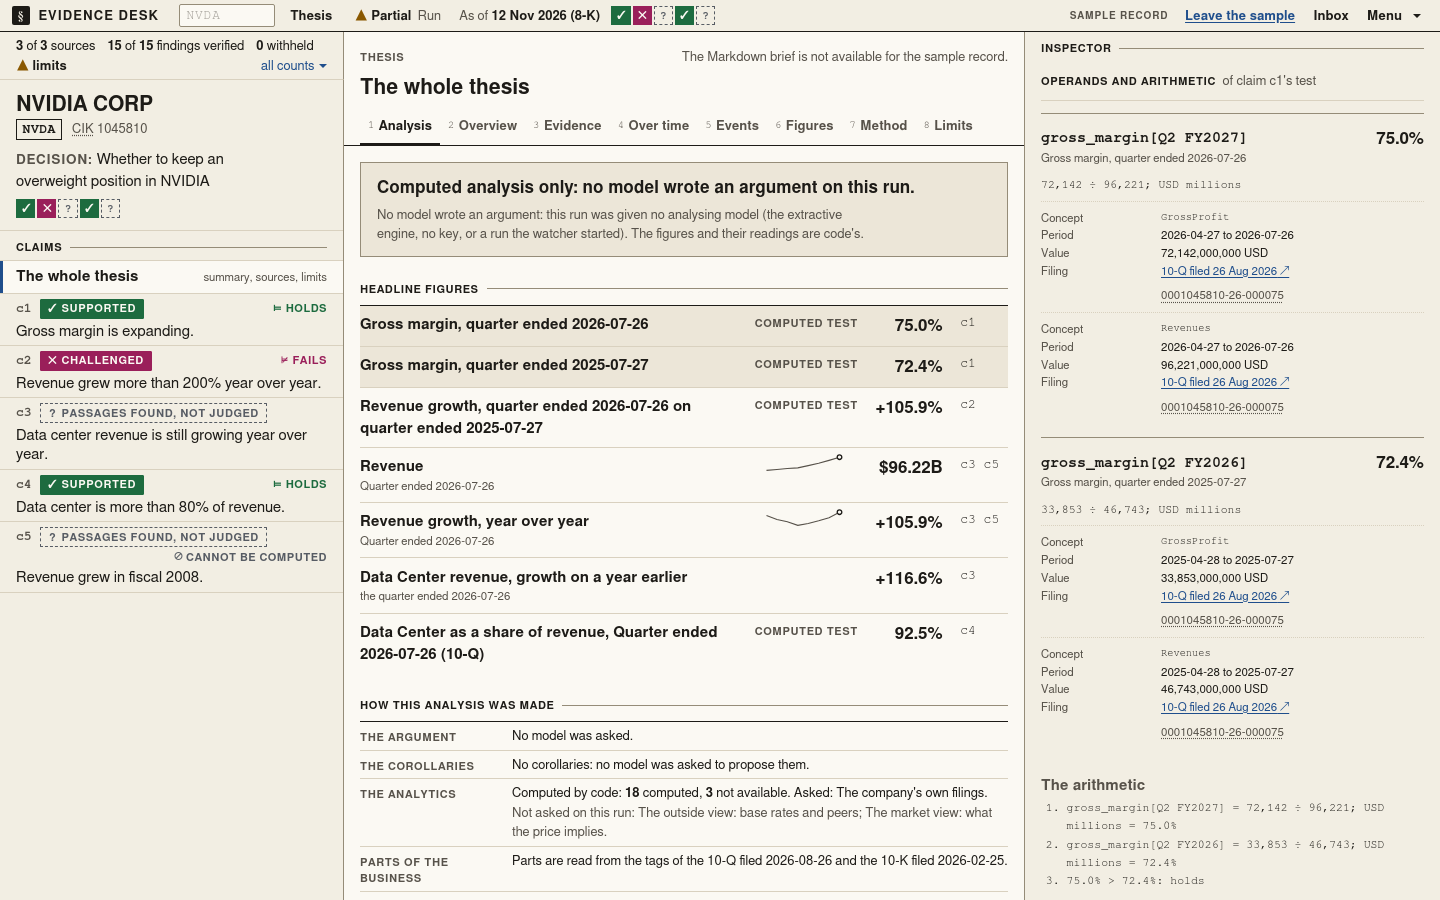 § EVIDENCE DESK NVDA Thesis Partial Run As of 12 Nov 2026 (8-K) ✓ ✕ ? ✓ ? SAMPLE RECORD Leave the sample Inbox Menu
3 of 3 sources 15 of 15 findings verified 0 withheld
limits all counts
NVIDIA CORP
NVDA CIK 1045810
DECISION: Whether to keep an
overweight position in NVIDIA
✓ ✕ ? ✓ ?
CLAIMS
The whole thesis summary, sources, limits
c1 ✓ SUPPORTED ⊨ HOLDS
Gross margin is expanding.
c2 ✕ CHALLENGED ⊭ FAILS
Revenue grew more than 200% year over year.
c3 ? PASSAGES FOUND, NOT JUDGED
Data center revenue is still growing year over
year.
c4 ✓ SUPPORTED ⊨ HOLDS
Data center is more than 80% of revenue.
c5 ? PASSAGES FOUND, NOT JUDGED
⊘ CANNOT BE COMPUTED
Revenue grew in fiscal 2008.
THESIS The Markdown brief is not available for the sample record.
The whole thesis
1 Analysis 2 Overview 3 Evidence 4 Over time 5 Events 6 Figures 7 Method 8 Limits
Computed analysis only: no model wrote an argument on this run.
No model wrote an argument: this run was given no analysing model (the extractive
engine, no key, or a run the watcher started). The figures and their readings are code's.
HEADLINE FIGURES
Gross margin, quarter ended 2026-07-26 COMPUTED TEST 75.0% c1
Gross margin, quarter ended 2025-07-27 COMPUTED TEST 72.4% c1
Revenue growth, quarter ended 2026-07-26 on COMPUTED TEST +105.9% c2
quarter ended 2025-07-27
Revenue $96.22B c3 c5
Quarter ended 2026-07-26
Revenue growth, year over year +105.9% c3 c5
Quarter ended 2026-07-26
Data Center revenue, growth on a year earlier +116.6% c3
the quarter ended 2026-07-26
Data Center as a share of revenue, Quarter ended COMPUTED TEST 92.5% c4
2026-07-26 (10-Q)
HOW THIS ANALYSIS WAS MADE
THE ARGUMENT No model was asked.
THE COROLLARIES No corollaries: no model was asked to propose them.
THE ANALYTICS Computed by code: 18 computed, 3 not available. Asked: The company's own filings.
Not asked on this run: The outside view: base rates and peers; The market view: what
the price implies.
PARTS OF THE Parts are read from the tags of the 10-Q filed 2026-08-26 and the 10-K filed 2026-02-25.
BUSINESS
INSPECTOR
OPERANDS AND ARITHMETIC of claim c1's test
gross_margin[Q2 FY2027] 75.0%
Gross margin, quarter ended 2026-07-26
72,142 ÷ 96,221; USD millions
Concept GrossProfit
Period 2026-04-27 to 2026-07-26
Value 72,142,000,000 USD
Filing 10-Q filed 26 Aug 2026 ↗
0001045810-26-000075
Concept Revenues
Period 2026-04-27 to 2026-07-26
Value 96,221,000,000 USD
Filing 10-Q filed 26 Aug 2026 ↗
0001045810-26-000075
gross_margin[Q2 FY2026] 72.4%
Gross margin, quarter ended 2025-07-27
33,853 ÷ 46,743; USD millions
Concept GrossProfit
Period 2025-04-28 to 2025-07-27
Value 33,853,000,000 USD
Filing 10-Q filed 26 Aug 2026 ↗
0001045810-26-000075
Concept Revenues
Period 2025-04-28 to 2025-07-27
Value 46,743,000,000 USD
Filing 10-Q filed 26 Aug 2026 ↗
0001045810-26-000075
The arithmetic
1. gross_margin[Q2 FY2027] = 72,142 ÷ 96,221; USD
millions = 75.0%
2. gross_margin[Q2 FY2026] = 33,853 ÷ 46,743; USD
millions = 72.4%
3. 75.0% > 72.4%: holds